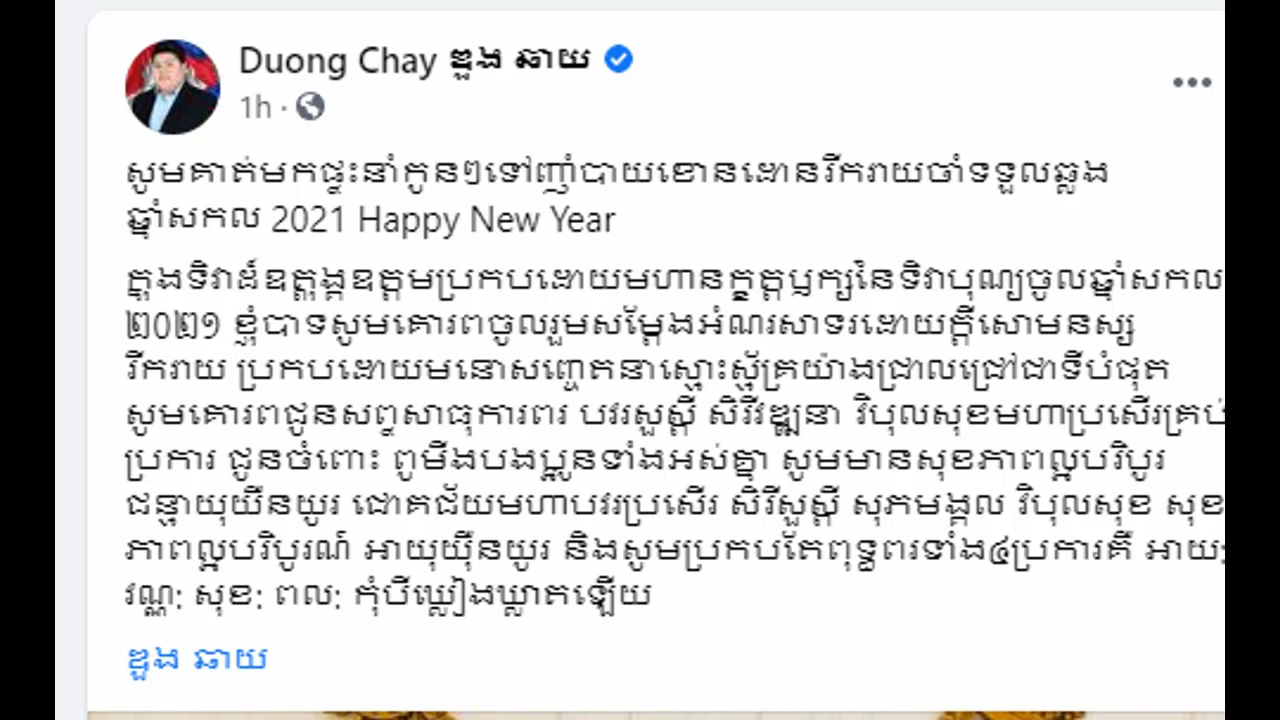 Duong Chay ឌួង ឆាយ
1h
សូមគាត់មកផ្ទះនាំកូនៗទៅញ៉ាំបាយខោនដោនរីករាយចាំទទួលឆ្លង
ឆ្នាំសកល 2021 Happy New Year
ក្នុងទិវាដ៏ឧត្តុង្គឧត្តមប្រកបដោយមហានក្ខត្តឫក្សនៃទិវាបុណ្យចូលឆ្នាំសកល
២០២១ ខ្ញុំបាទសូមគោរពចូលរួមសម្តែងអំណរសាទរដោយក្តីសោមនស្ស
រីករាយ ប្រកបដោយមនោសញ្ចេតនាស្មោះស្ម័គ្រយ៉ាងជ្រាលជ្រៅជាទីបំផុត
សូមគោរពជូនសព្ទសាធុការពរ បវរសួស្តី សិរីវឌ្ឍនា វិបុលសុខមហាប្រសើរគ្រប់
ប្រការ ជូនចំពោះ ពូមីងបងប្អូនទាំងអស់គ្នា សូមមានសុខភាពល្អបរិបូរ
ជន្មាយុយឺនយូរ ជោគជ័យមហាបវរប្រសើរ សិរីសួស្តី សុភមង្គល វិបុលសុខ សុខ
ភាពល្អបរិបូរណ៍ អាយុយ៉ឺនយូរ និងសូមប្រកបតែពុទ្ធពរទាំង៤ប្រការគឺ អាយុ:
វណ្ណ: សុខ: ពល: កុំបីឃ្លៀងឃ្លាតឡើយ
ឌួង ឆាយ